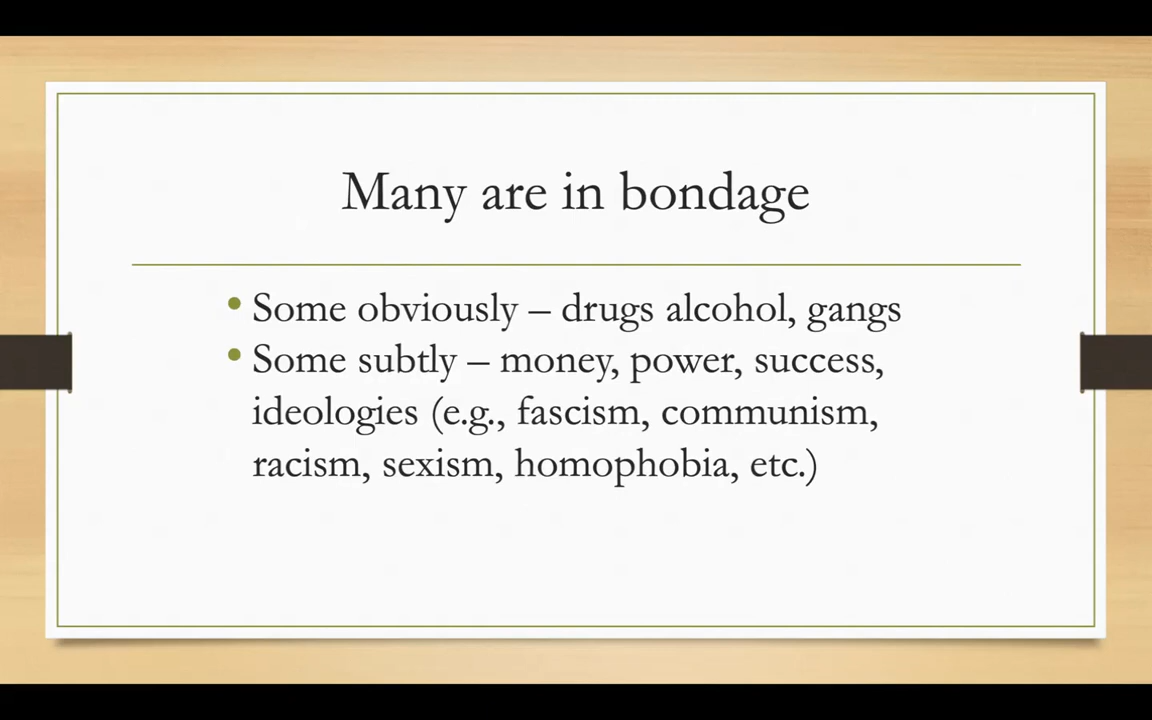 Many are in bondage
• Some obviously – drugs alcohol, gangs
• Some subtly – money, power, success,
ideologies (e.g., fascism, communism,
racism, sexism, homophobia, etc.)